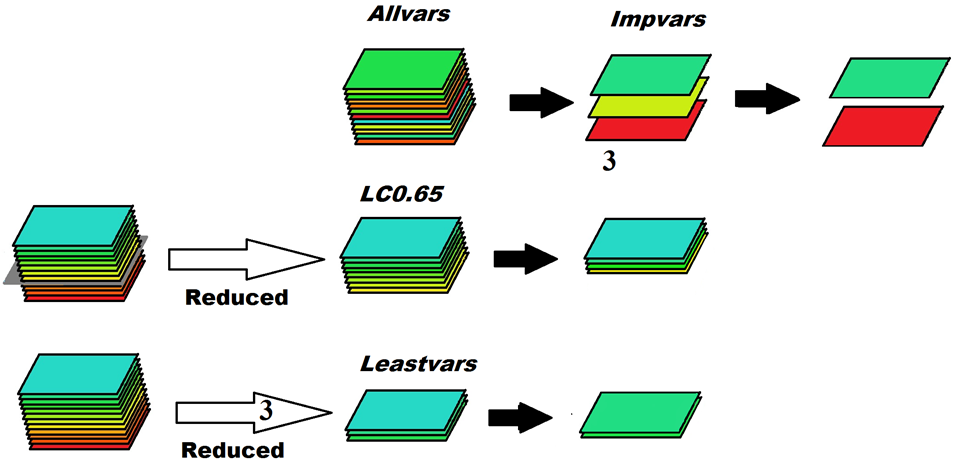 Allvars
Impvars
3
LC0.65
Reduced
Leastvars
3
Reduced